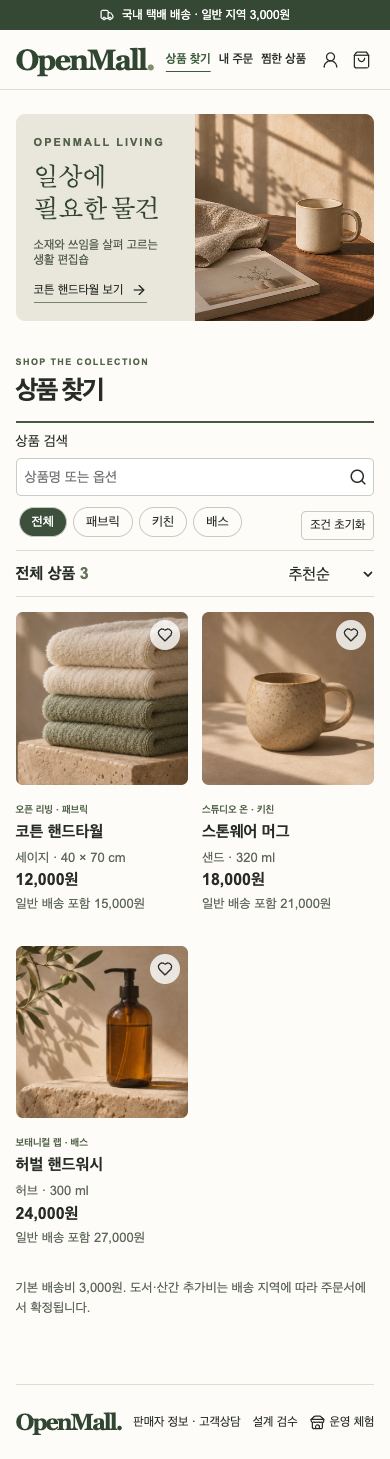 국내 택배 배송 · 일반 지역 3,000원
OpenMall. 상품 찾기 내 주문 찜한 상품
OPENMALL LIVING
일상에
필요한 물건
소재와 쓰임을 살펴 고르는
생활 편집숍
코튼 핸드타월 보기 →
SHOP THE COLLECTION
상품 찾기
상품 검색
상품명 또는 옵션
전체 패브릭 키친 배스 조건 초기화
전체 상품 3 추천순
오픈 리빙 · 패브릭
코튼 핸드타월
세이지 · 40 × 70 cm
12,000원
일반 배송 포함 15,000원
스튜디오 온 · 키친
스톤웨어 머그
샌드 · 320 ml
18,000원
일반 배송 포함 21,000원
보태니컬 랩 · 배스
허벌 핸드워시
허브 · 300 ml
24,000원
일반 배송 포함 27,000원
기본 배송비 3,000원. 도서·산간 추가비는 배송 지역에 따라 주문서에
서 확정됩니다.
OpenMall. 판매자 정보 · 고객상담 설계 검수 운영 체험